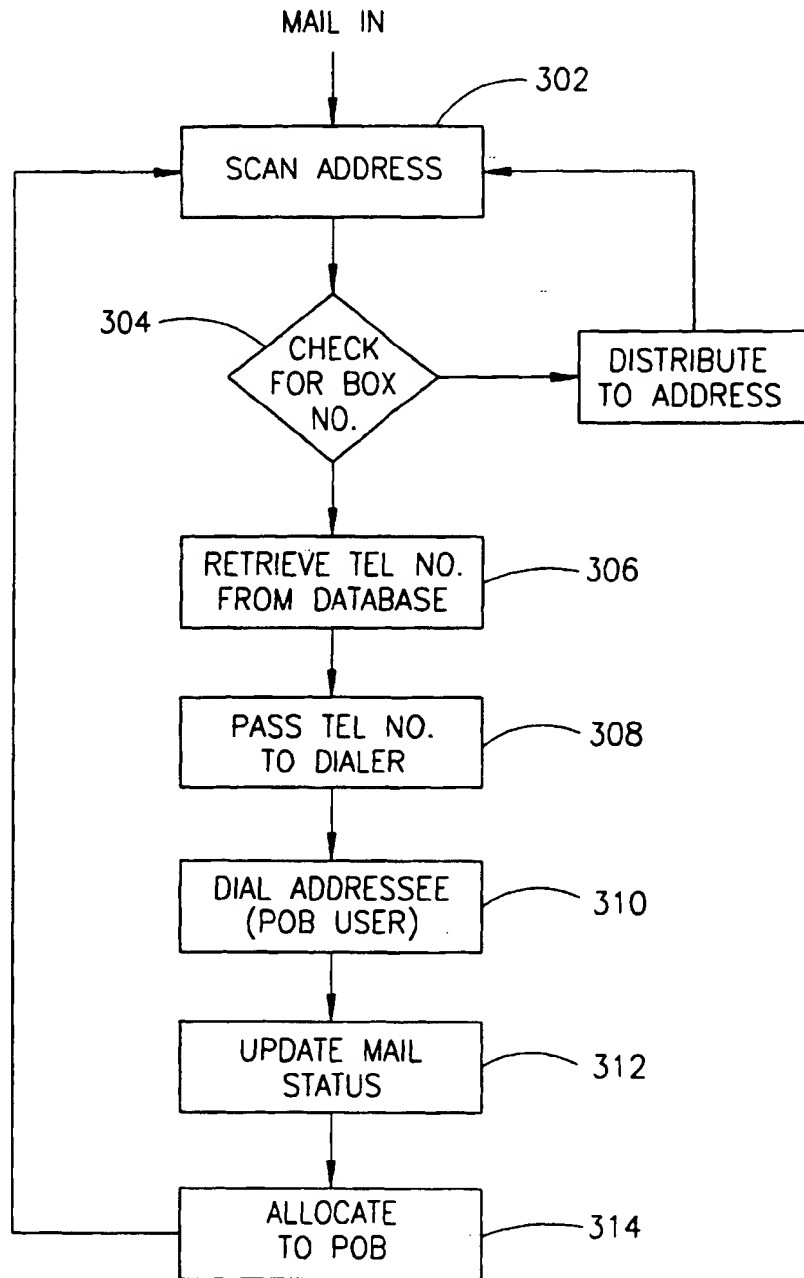 MAIL IN
302
SCAN ADDRESS
304
CHECK
FOR BOX
NO.
DISTRIBUTE
TO ADDRESS
RETRIEVE TEL NO.
FROM DATABASE
306
PASS TEL NO.
TO DIALER
308
DIAL ADDRESSEE
(POB USER)
310
UPDATE MAIL
STATUS
312
ALLOCATE
TO POB
314